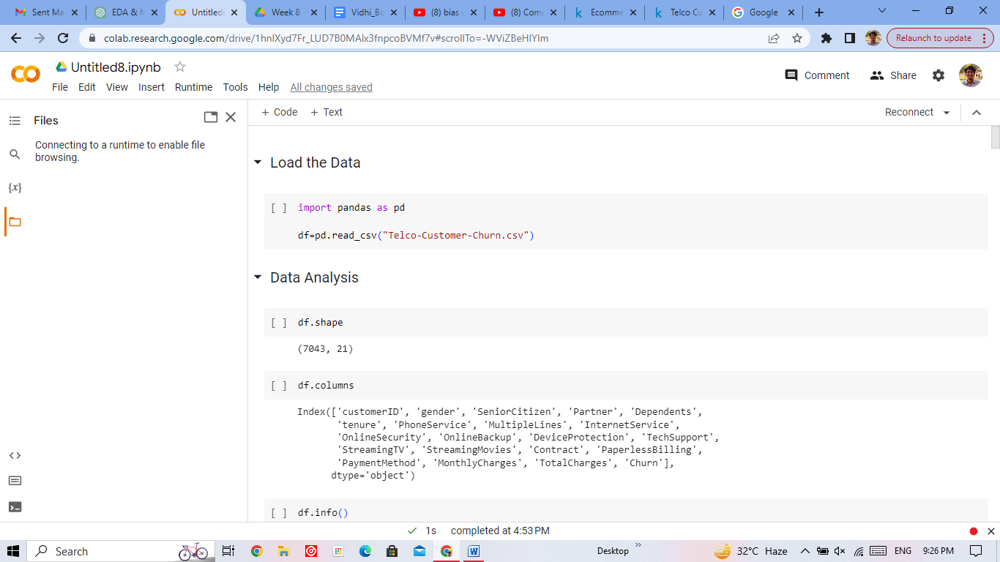 Sent Ma
EDA & M
Untitled
Week 8
Vidhi_Bo
(8) bias v
(8) Com
Ecomme
Telco Cu
Google
colab.research.google.com/drive/1hnlXyd7Fr_LUD7B0MAlx3fnpcoBVMf7v#scrollTo=-WViZBeHIYIm
Relaunch to update
CO Untitled8.ipynb
File Edit View Insert Runtime Tools Help All changes saved
Comment Share
Files
Connecting to a runtime to enable file
browsing.
{x}
+ Code + Text
Reconnect
Load the Data
[ ] import pandas as pd
df=pd.read_csv("Telco-Customer-Churn.csv")
Data Analysis
[ ] df.shape
(7043, 21)
[ ] df.columns
Index(['customerID', 'gender', 'SeniorCitizen', 'Partner', 'Dependents',
'tenure', 'PhoneService', 'MultipleLines', 'InternetService',
'OnlineSecurity', 'OnlineBackup', 'DeviceProtection', 'TechSupport',
'StreamingTV', 'StreamingMovies', 'Contract', 'PaperlessBilling',
'PaymentMethod', 'MonthlyCharges', 'TotalCharges', 'Churn'],
dtype='object')
[ ] df.info()
1s completed at 4:53 PM
Search
Desktop
32°C Haze
ENG
9:26 PM